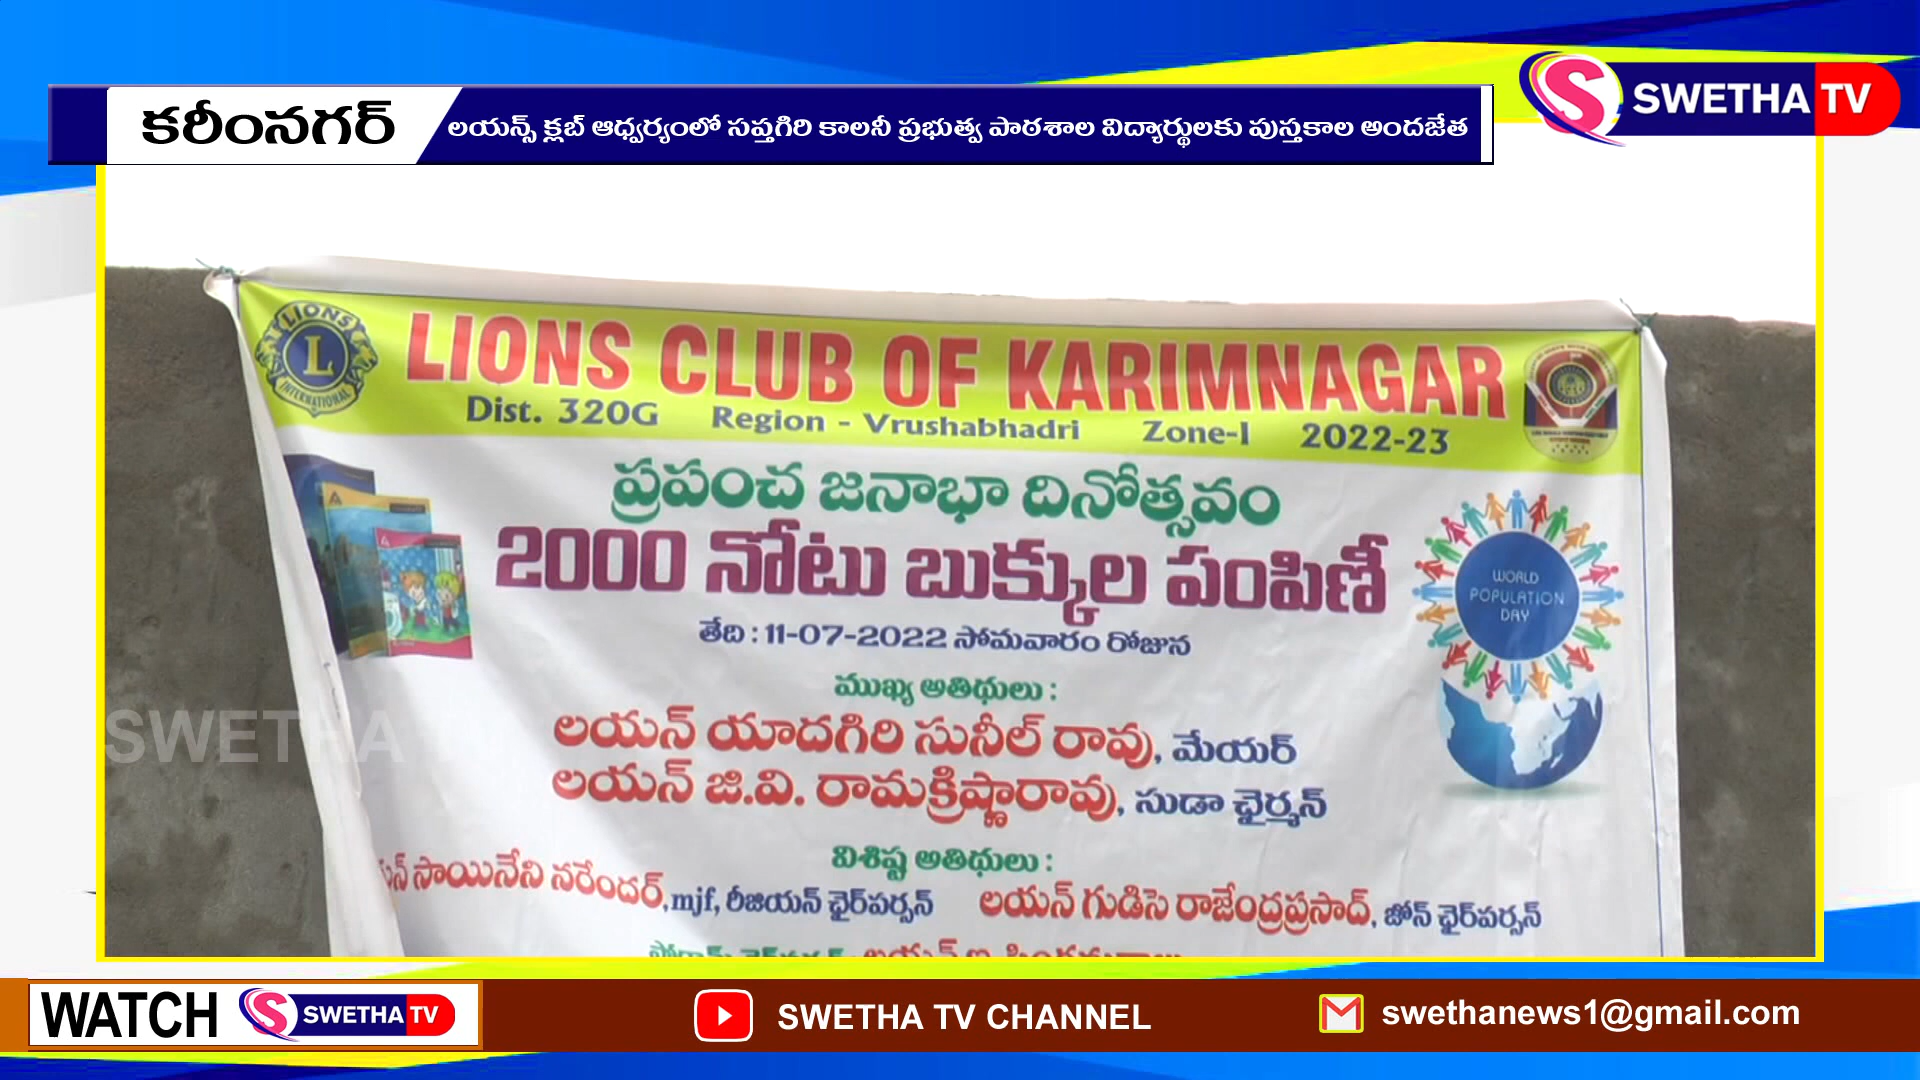 కరీంనగర్
లయన్స్ క్లబ్ ఆధ్వర్యంలో సప్తగిరి కాలనీ ప్రభుత్వ పాఠశాల విద్యార్థులకు పుస్తకాల అందజేత
SWETHA TV
LIONS
L
INTERNATIONAL
LIONS CLUB OF KARIMNAGAR
Dist. 320G Region - Vrushabhadri Zone-I 2022-23
ప్రపంచ జనాభా దినోత్సవం
2000 నోటు బుక్కుల పంపిణీ
తేది : 11-07-2022 సోమవారం రోజున
WORLD
POPULATION
DAY
ముఖ్య అతిథులు :
లయన్ యాదగిరి సునీల్ రావు, మేయర్
లయన్ జి.వి. రామక్రిష్ణారావు, సుడా ఛైర్మన్
SWETHA TV
విశిష్ట అతిథులు :
సాయినేని నరేందర్, mjf, రీజియన్ ఛైర్‌పర్సన్ లయన్ గుడిసె రాజేంద్రప్రసాద్, జోన్ ఛైర్‌పర్సన్
WATCH SWETHA TV
SWETHA TV CHANNEL
swethanews1@gmail.com